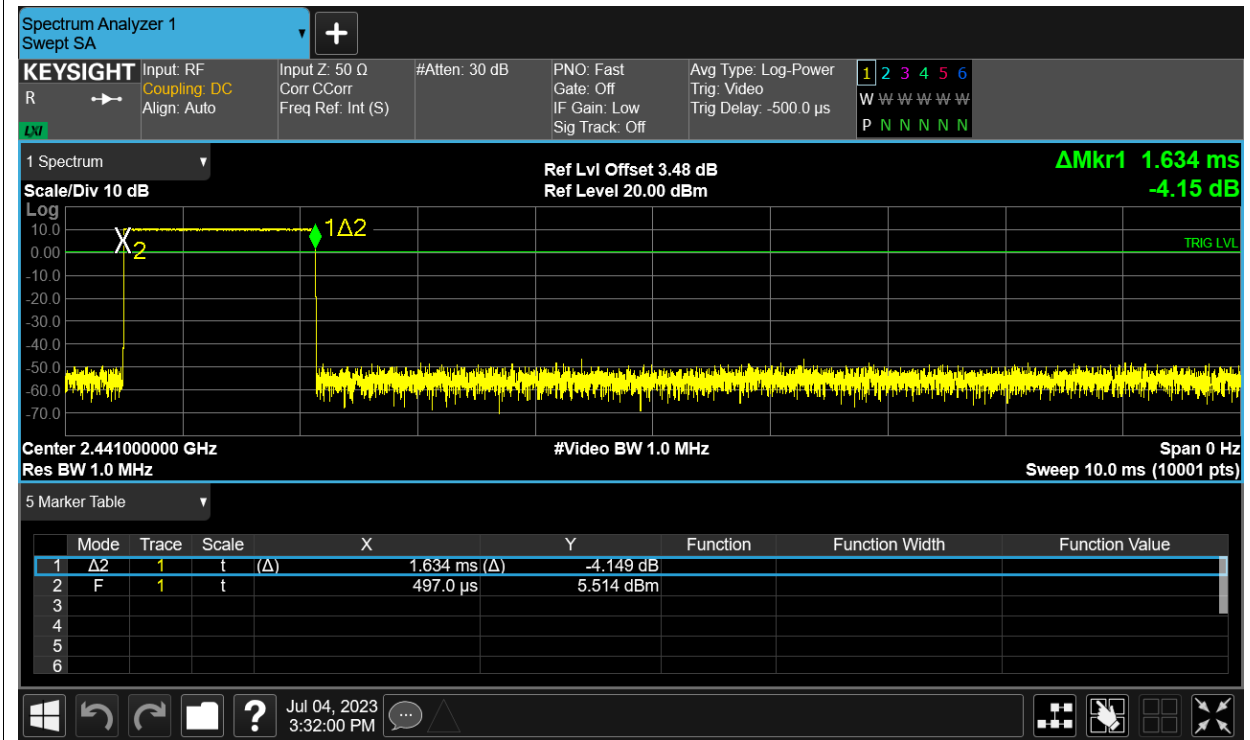 Spectrum Analyzer 1
Swept SA
KEYSIGHT
R
LXI
Input: RF
Coupling: DC
Align: Auto
Input Z: 50 Ω
Corr CCorr
Freq Ref: Int (S)
#Atten: 30 dB
PNO: Fast
Gate: Off
IF Gain: Low
Sig Track: Off
Avg Type: Log-Power
Trig: Video
Trig Delay: -500.0 µs
1 2 3 4 5 6
W W W W W W
P N N N N N
1 Spectrum
Scale/Div 10 dB
Ref Lvl Offset 3.48 dB
Ref Level 20.00 dBm
ΔMkr1 1.634 ms
-4.15 dB
Log
10.0
0.00
-10.0
-20.0
-30.0
-40.0
-50.0
-60.0
-70.0
X
2
1Δ2
TRIG LVL
Center 2.441000000 GHz
Res BW 1.0 MHz
#Video BW 1.0 MHz
Span 0 Hz
Sweep 10.0 ms (10001 pts)
5 Marker Table
Mode Trace Scale X Y Function Function Width Function Value
1 Δ2 1 t (Δ) 1.634 ms (Δ) -4.149 dB
2 F 1 t 497.0 µs 5.514 dBm
3
4
5
6
?
Jul 04, 2023
3:32:00 PM